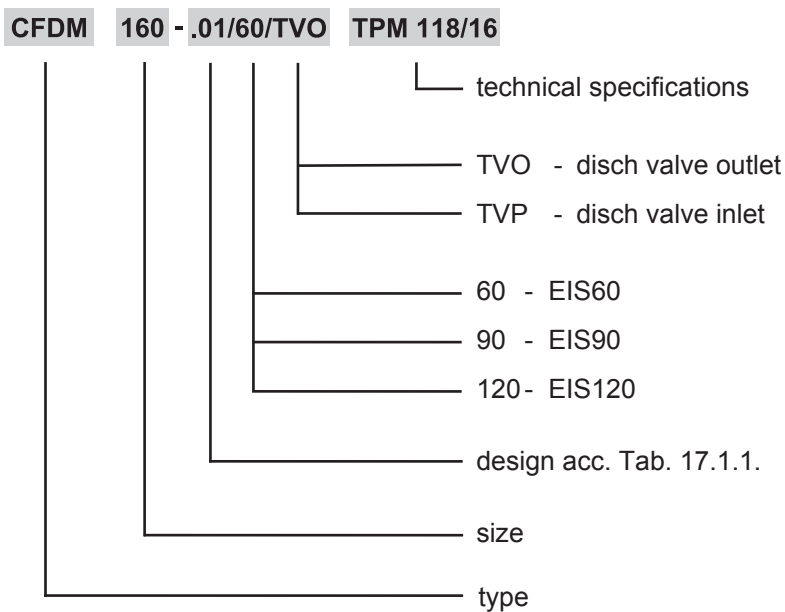 CFDM 160 - .01/60/TVO TPM 118/16
technical specifications
TVO - disch valve outlet
TVP - disch valve inlet
60 - EIS60
90 - EIS90
120- EIS120
design acc. Tab. 17.1.1.
size
type